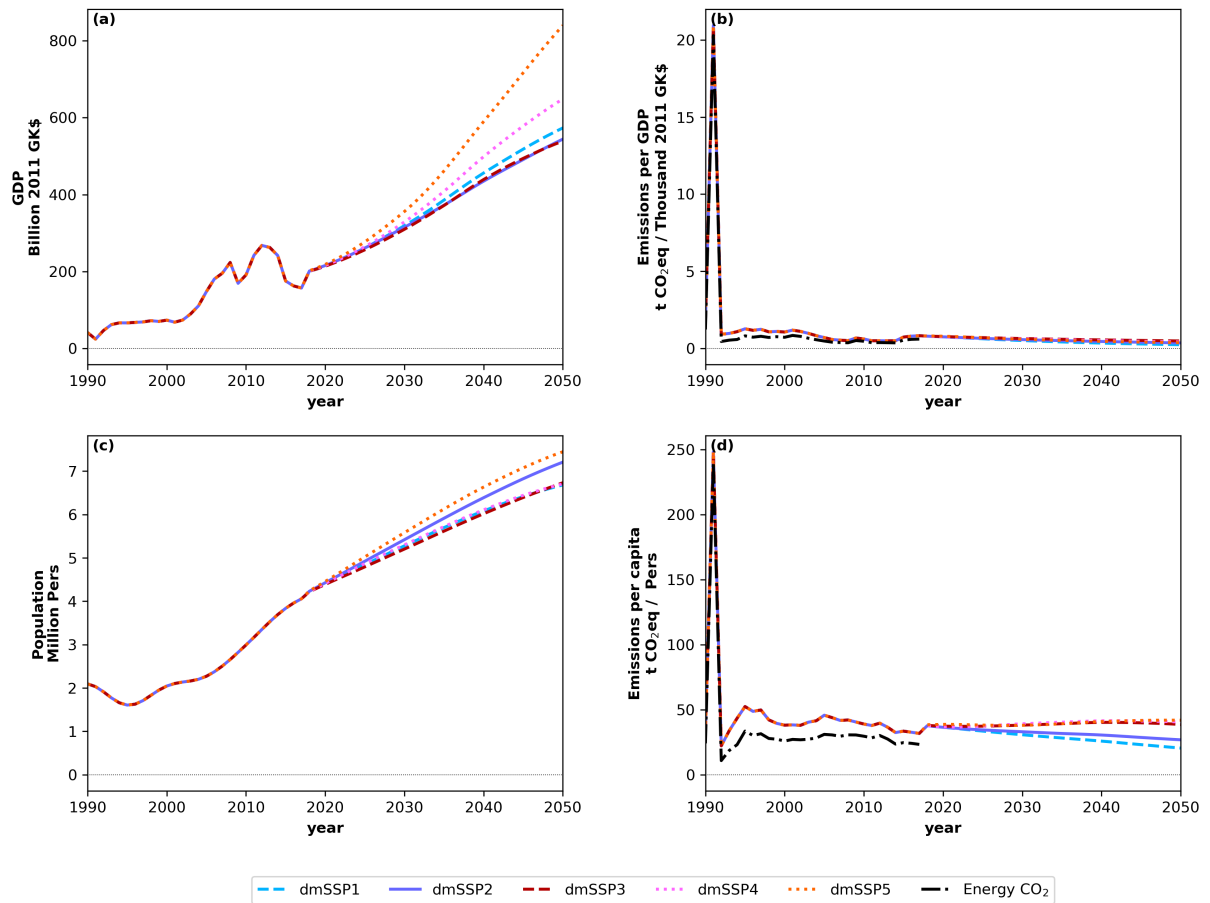 (a)
GDP
Billion 2011 GK$
800
600
400
200
0
1990 2000 2010 2020 2030 2040 2050
year
(b)
Emissions per GDP
t CO₂eq / Thousand 2011 GK$
20
15
10
5
0
1990 2000 2010 2020 2030 2040 2050
year
(c)
Population
Million Pers
7
6
5
4
3
2
1
0
1990 2000 2010 2020 2030 2040 2050
year
(d)
Emissions per capita
t CO₂eq / Pers
250
200
150
100
50
0
1990 2000 2010 2020 2030 2040 2050
year
dmSSP1 dmSSP2 dmSSP3 dmSSP4 dmSSP5 Energy CO₂